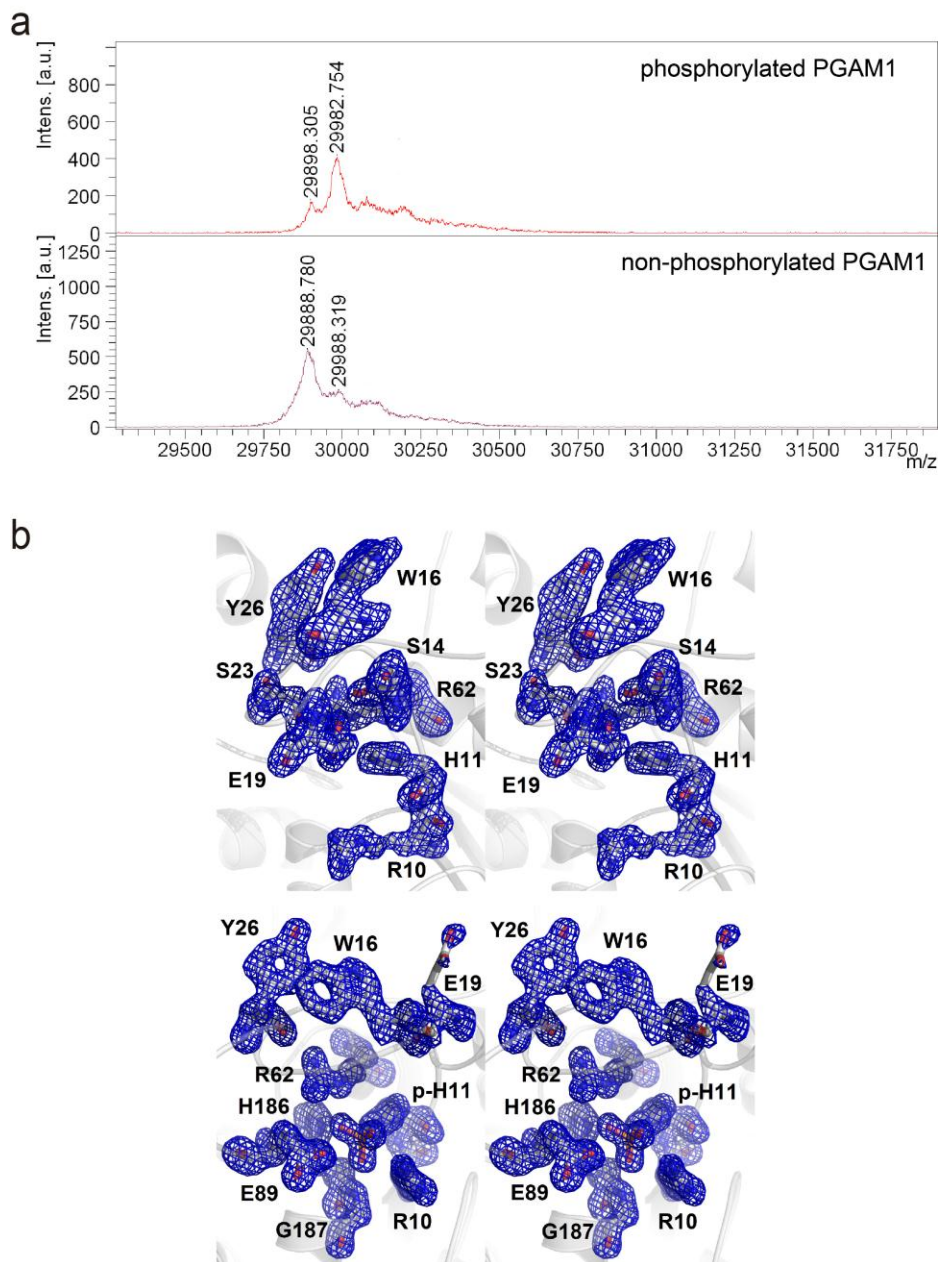 a
phosphorylated PGAM1
Intens. [a.u.]
800
600
400
200
0
29898.305
29982.754
non-phosphorylated PGAM1
Intens. [a.u.]
1250
1000
750
500
250
0
29888.780
29988.319
29500 29750 30000 30250 30500 30750 31000 31250 31500 31750
m/z
b
W16 W16
Y26 Y26
S14 S14
S23 S23
R62 R62
H11 H11
E19 E19
R10 R10
Y26 Y26
W16 W16
E19 E19
R62 R62
p-H11 p-H11
H186 H186
E89 E89
R10 R10
G187 G187